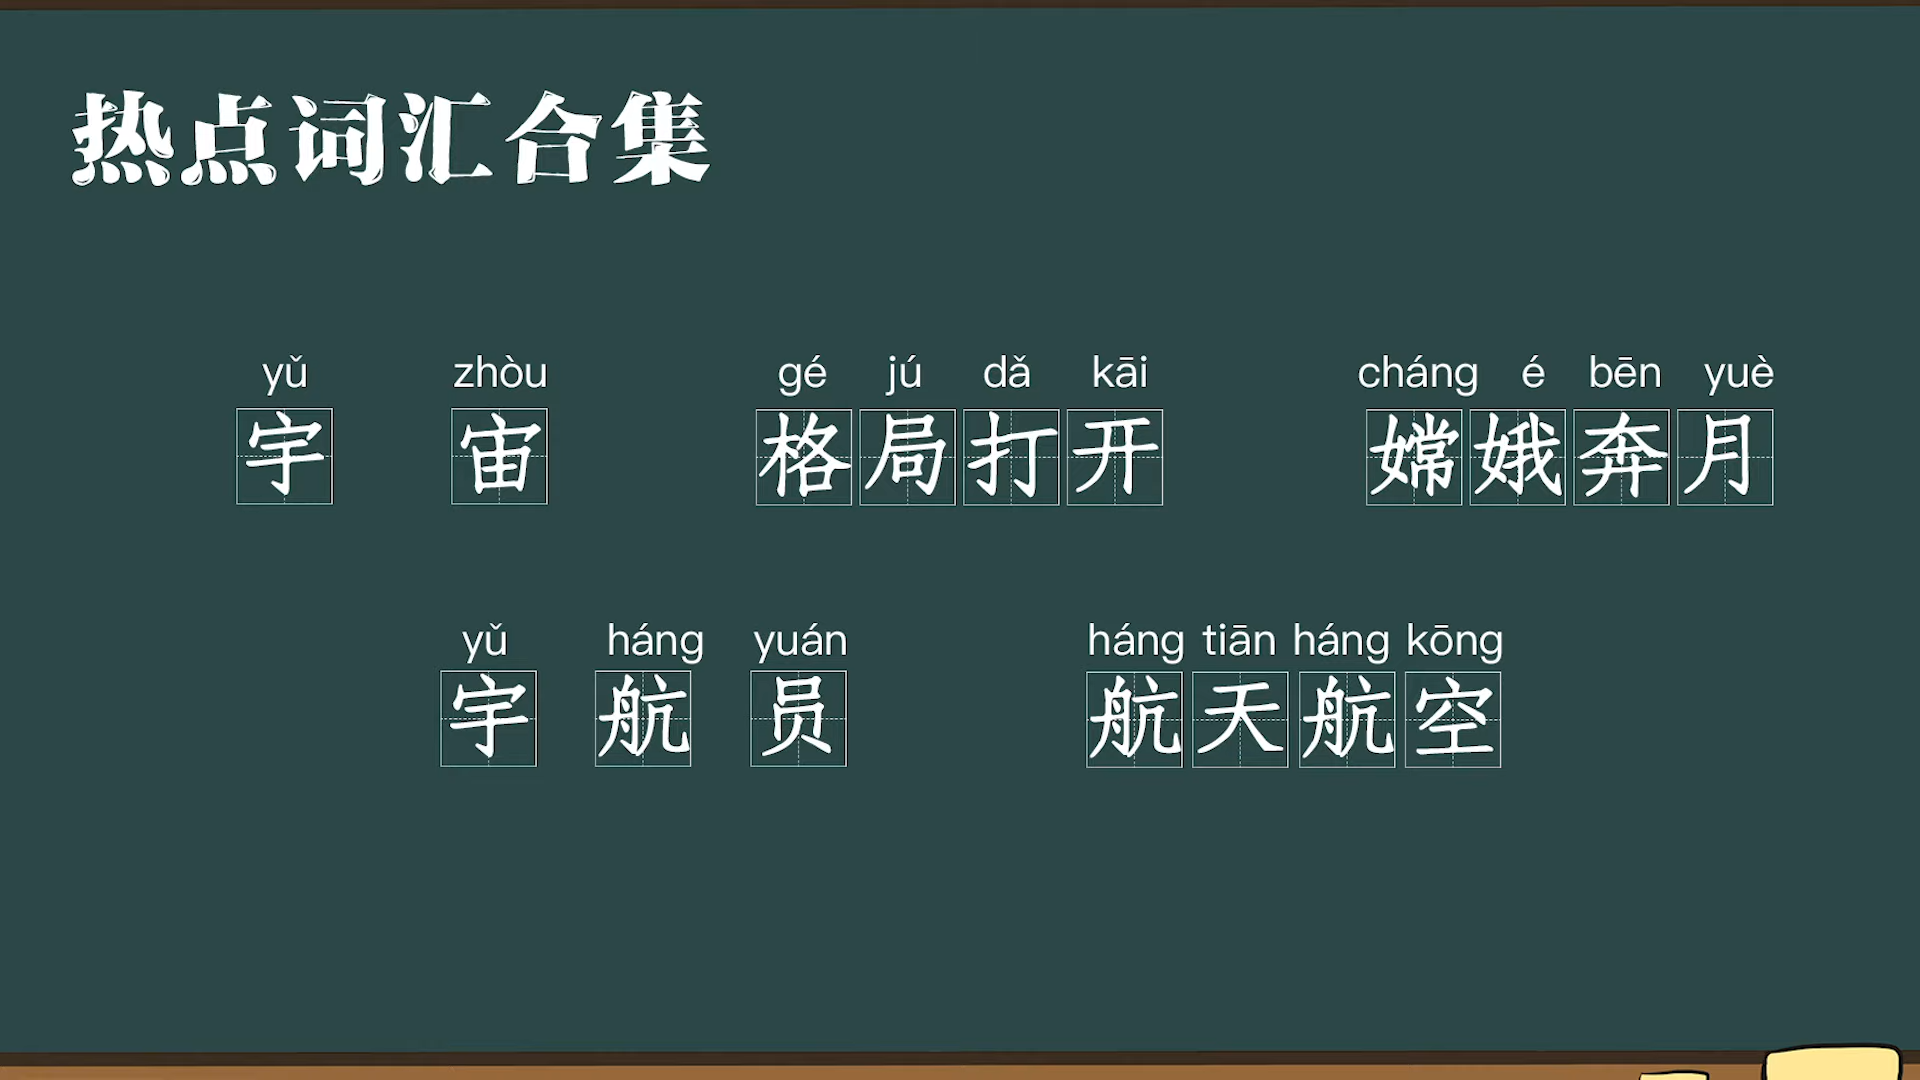 热点词汇合集
yǔ zhòu gé jú dǎ kāi cháng é bēn yuè
宇宙 格局打开 嫦娥奔月
yǔ háng yuán háng tiān háng kōng
宇航员 航天航空